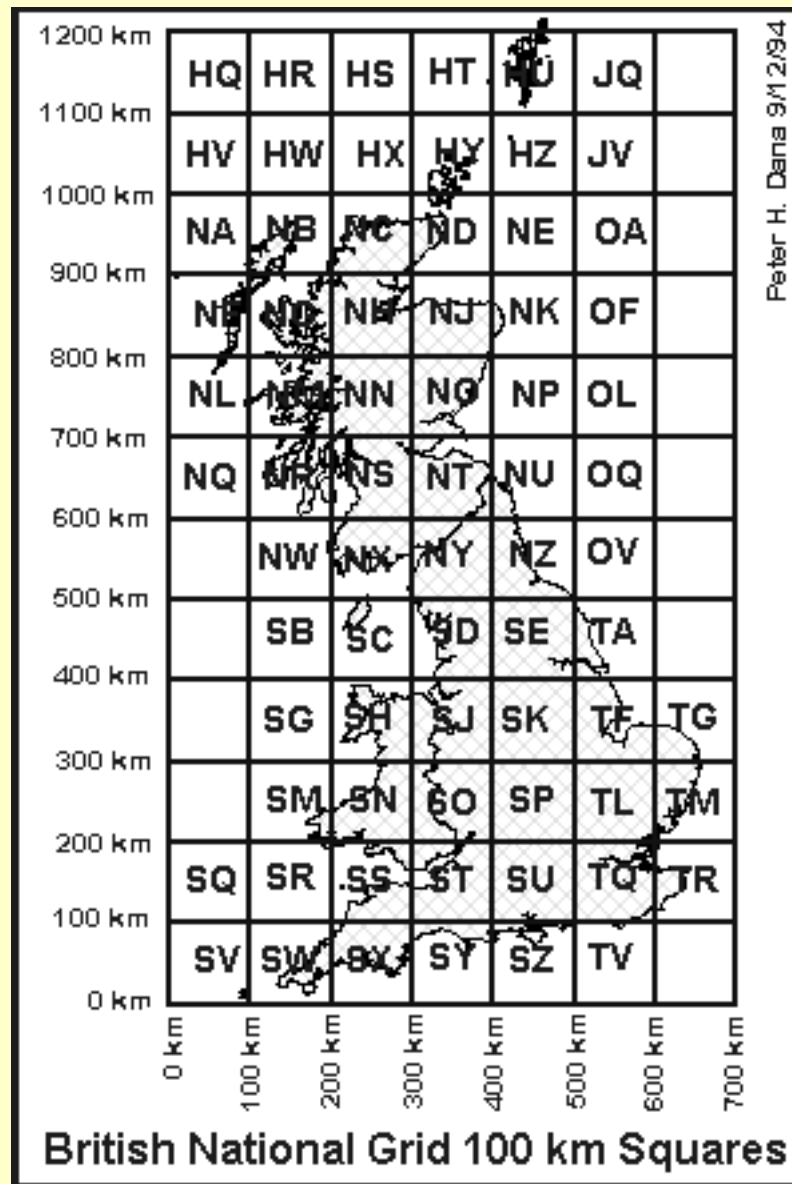 1200 km
HQ HR HS HT HU JQ
1100 km
HV HW HX HY HZ JV
1000 km
NA NB NC ND NE OA
900 km
NH NJ NK OF
800 km
NL NN NO NP OL
700 km
NQ NR NS NT NU OQ
600 km
NW NX NY NZ OV
500 km
SB SC SD SE TA
400 km
SG SH SJ SK TF TG
300 km
SM SN SO SP TL TM
200 km
SQ SR SS ST SU TQ TR
100 km
SV SW SX SY SZ TV
0 km
0 km 100 km 200 km 300 km 400 km 500 km 600 km 700 km
British National Grid 100 km Squares
Peter H. Dana 9/12/94